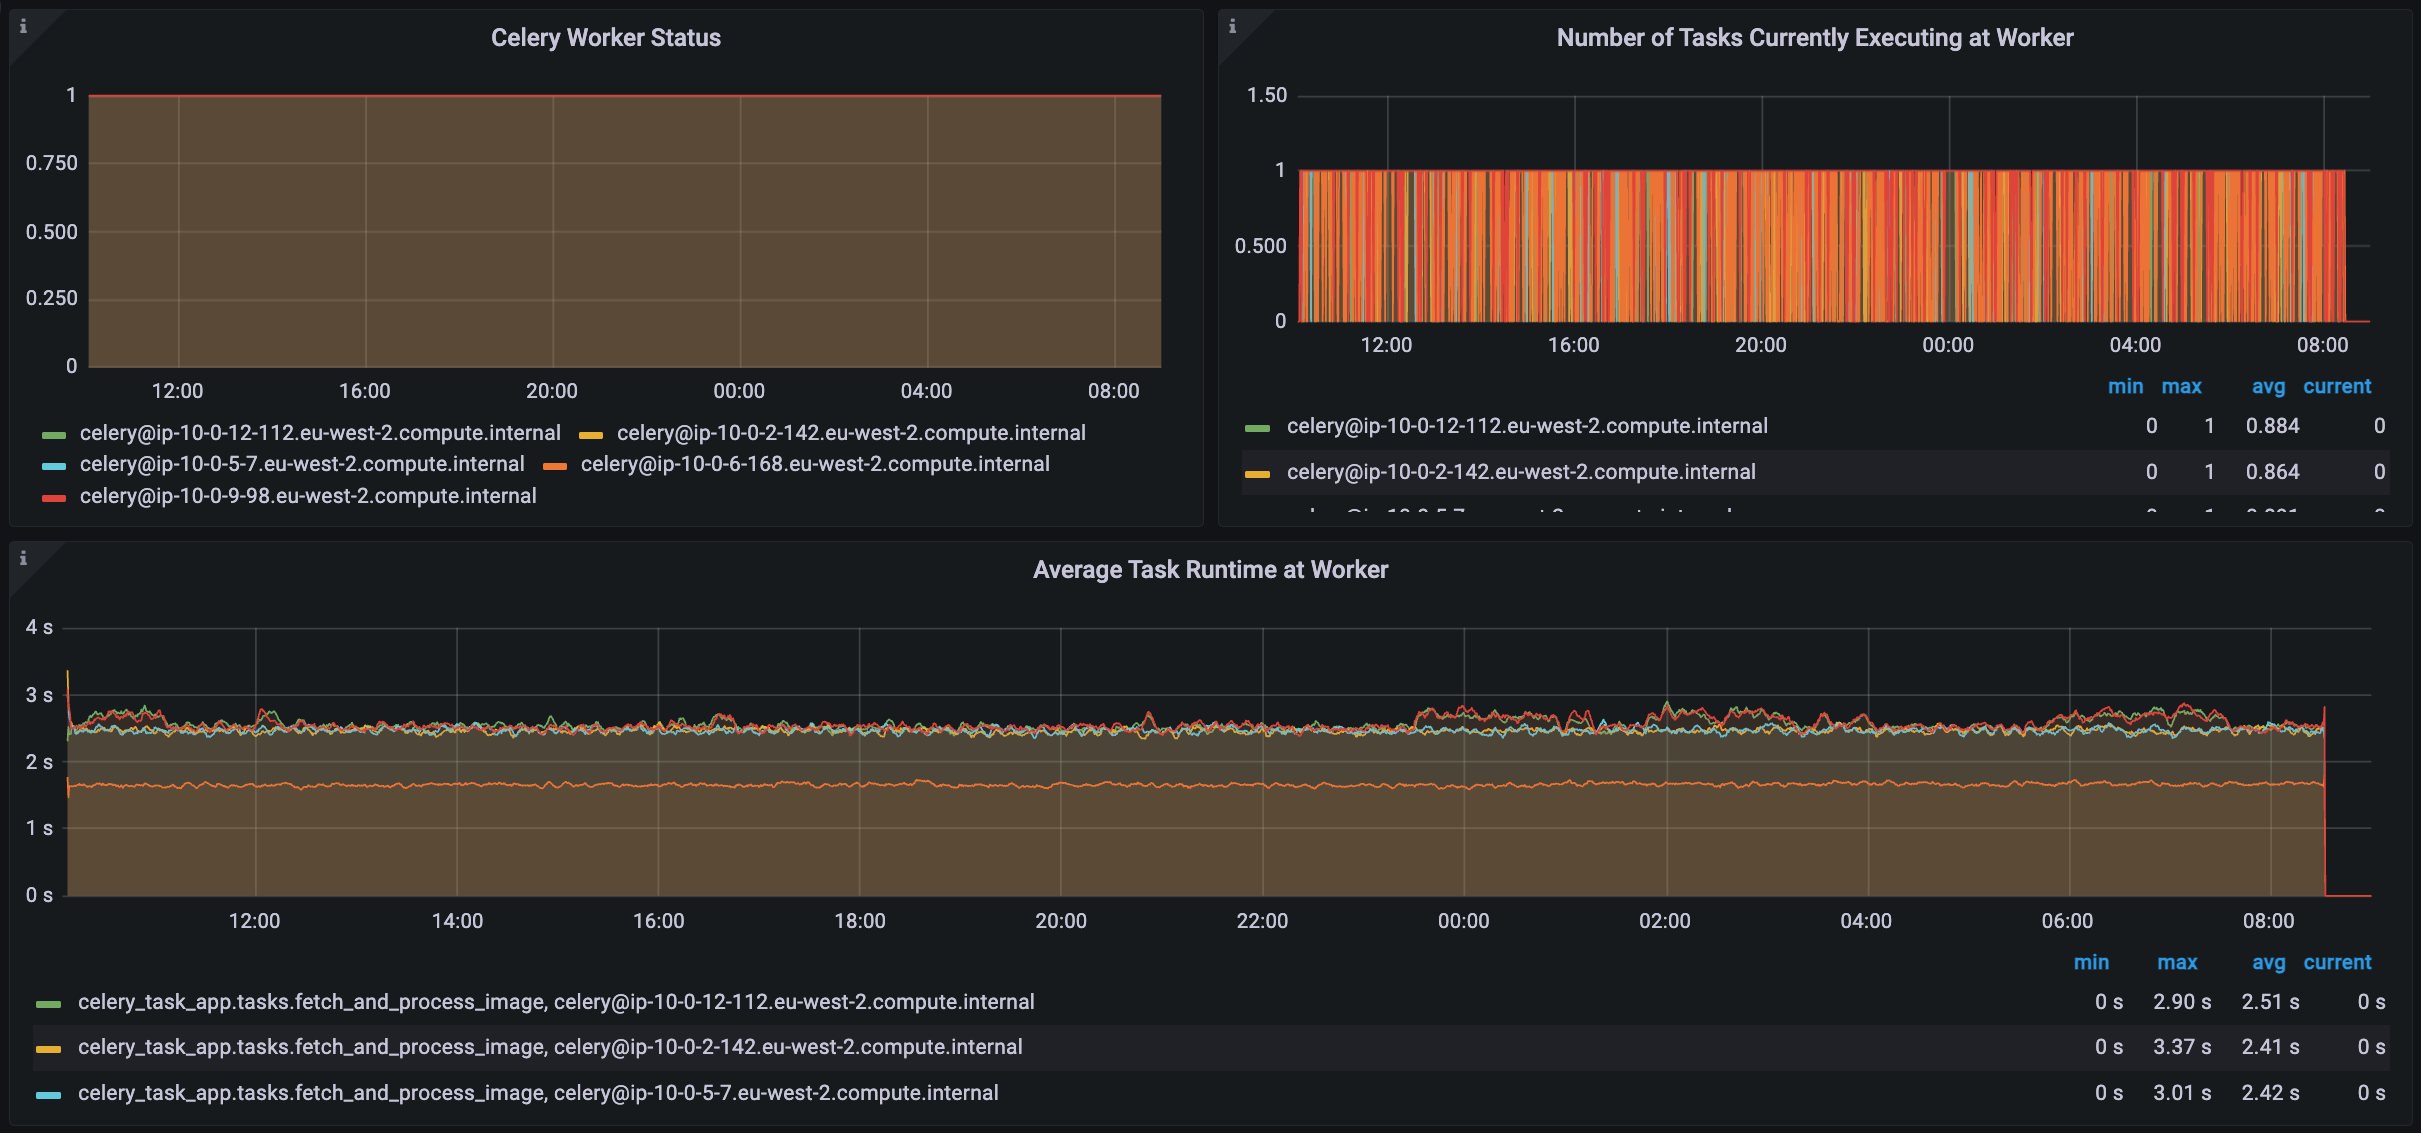 Celery Worker Status
1
0.750
0.500
0.250
0
12:00 16:00 20:00 00:00 04:00 08:00
celery@ip-10-0-12-112.eu-west-2.compute.internal celery@ip-10-0-2-142.eu-west-2.compute.internal
celery@ip-10-0-5-7.eu-west-2.compute.internal celery@ip-10-0-6-168.eu-west-2.compute.internal
celery@ip-10-0-9-98.eu-west-2.compute.internal
Number of Tasks Currently Executing at Worker
1.50
1
0.500
0
12:00 16:00 20:00 00:00 04:00 08:00
min max avg current
celery@ip-10-0-12-112.eu-west-2.compute.internal 0 1 0.884 0
celery@ip-10-0-2-142.eu-west-2.compute.internal 0 1 0.864 0
Average Task Runtime at Worker
4 s
3 s
2 s
1 s
0 s
12:00 14:00 16:00 18:00 20:00 22:00 00:00 02:00 04:00 06:00 08:00
min max avg current
celery_task_app.tasks.fetch_and_process_image, celery@ip-10-0-12-112.eu-west-2.compute.internal 0 s 2.90 s 2.51 s 0 s
celery_task_app.tasks.fetch_and_process_image, celery@ip-10-0-2-142.eu-west-2.compute.internal 0 s 3.37 s 2.41 s 0 s
celery_task_app.tasks.fetch_and_process_image, celery@ip-10-0-5-7.eu-west-2.compute.internal 0 s 3.01 s 2.42 s 0 s